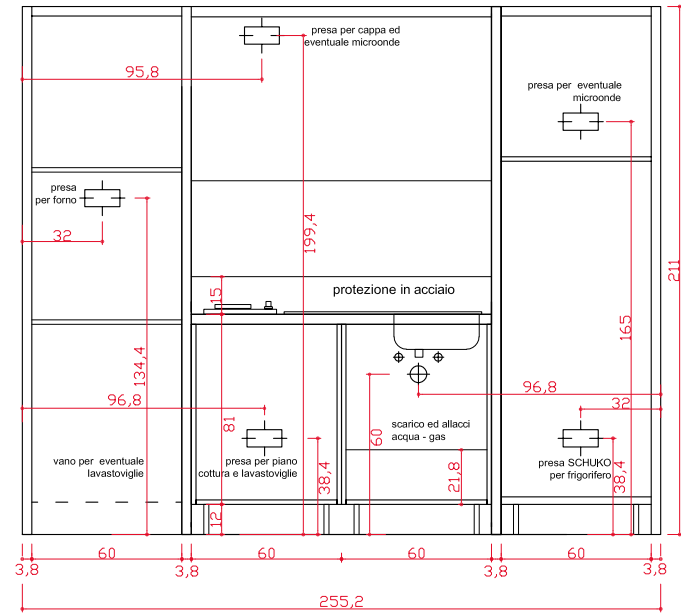 presa per cappa ed
eventuale microonde
95,8
presa per eventuale
microonde
presa
per forno
32
199,4
211
15
protezione in acciaio
165
134,4
96,8
96,8
32
81
60
scarico ed allacci
acqua - gas
vano per eventuale
lavastoviglie
presa per piano
cottura e lavastoviglie
38,4
21,8
presa SCHUKO
per frigorifero
38,4
12
60
60
60
60
3,8
3,8
3,8
3,8
255,2